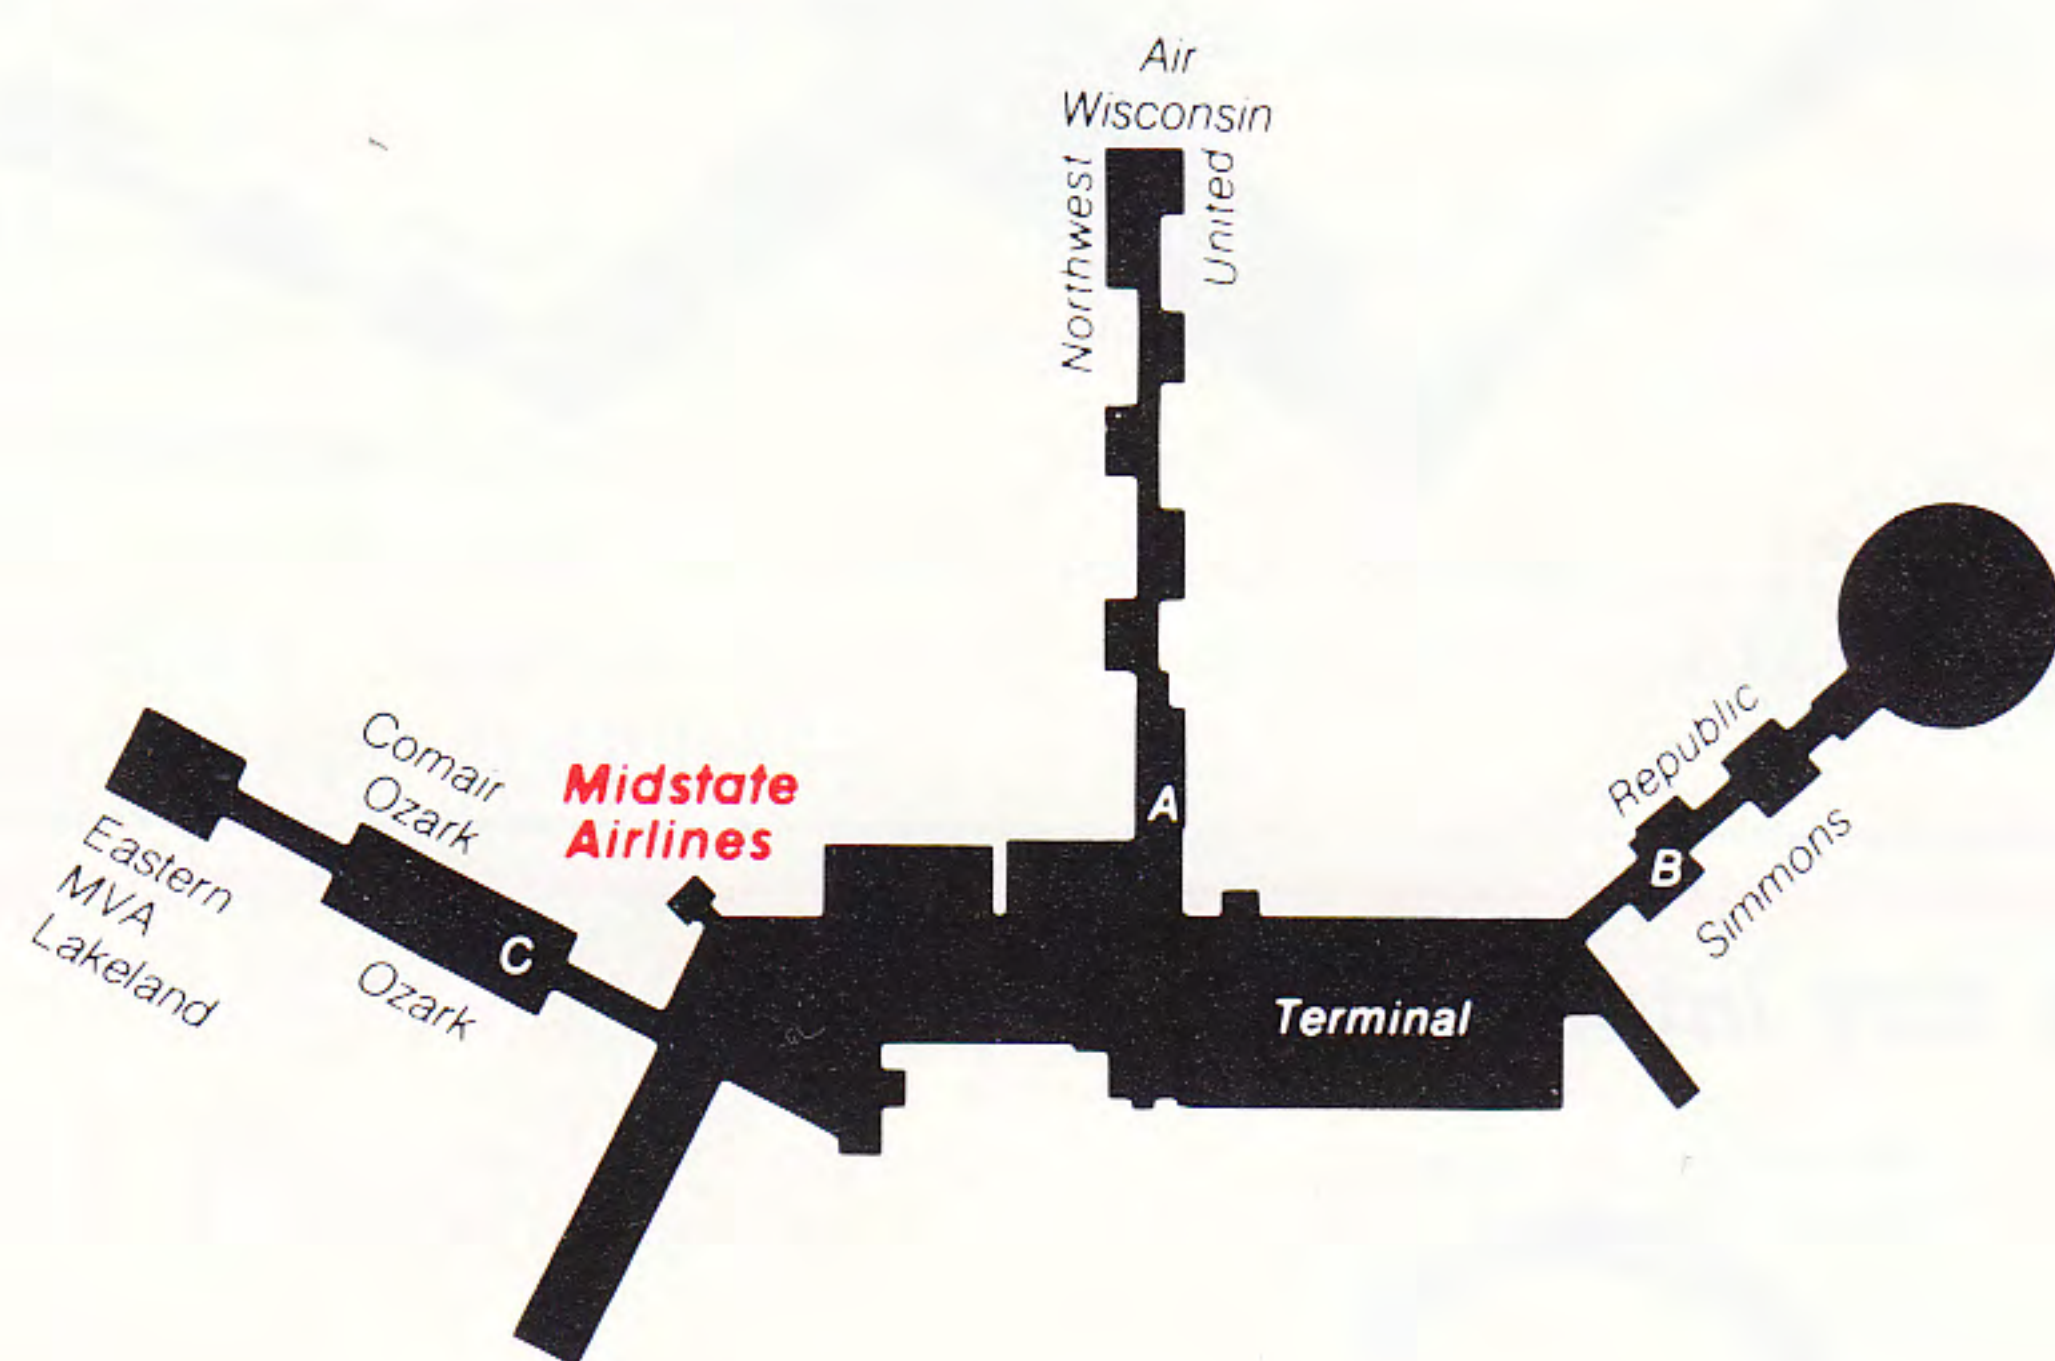 Air
Wisconsin
Northwest
United
Comair
Ozark
Midstate
Airlines
A
Republic
B
Simmons
Eastern
MVA
Lakeland
C
Ozark
Terminal